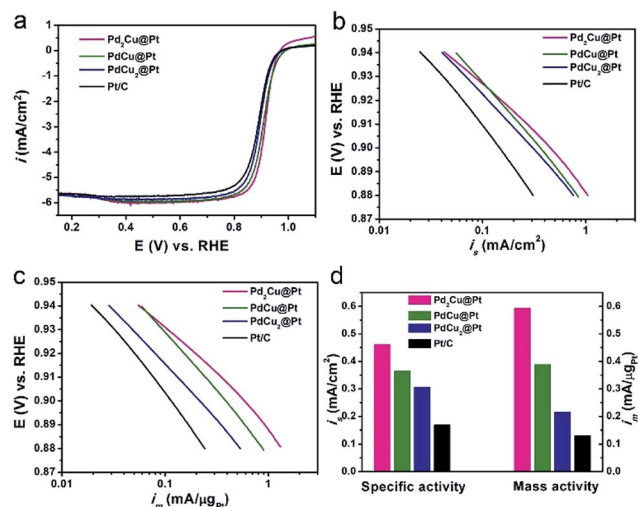 a
Pd₂Cu@Pt
PdCu@Pt
PdCu₂@Pt
Pt/C
i (mA/cm²)
1
0
-1
-2
-3
-4
-5
-6
0.2
0.4
0.6
0.8
1.0
E (V) vs. RHE
b
Pd₂Cu@Pt
PdCu@Pt
PdCu₂@Pt
Pt/C
E (V) vs. RHE
0.95
0.94
0.93
0.92
0.91
0.90
0.89
0.88
0.87
0.01
0.1
1
iₛ (mA/cm²)
c
Pd₂Cu@Pt
PdCu@Pt
PdCu₂@Pt
Pt/C
E (V) vs. RHE
0.95
0.94
0.93
0.92
0.91
0.90
0.89
0.88
0.87
0.01
0.1
1
iₘ (mA/μgPt)
d
Pd₂Cu@Pt
PdCu@Pt
PdCu₂@Pt
Pt/C
iₛ (mA/cm²)
0.6
0.5
0.4
0.3
0.2
0.1
0.0
0.6
0.5
0.4
0.3
0.2
0.1
0.0
iₘ (mA/μgPt)
Specific activity
Mass activity